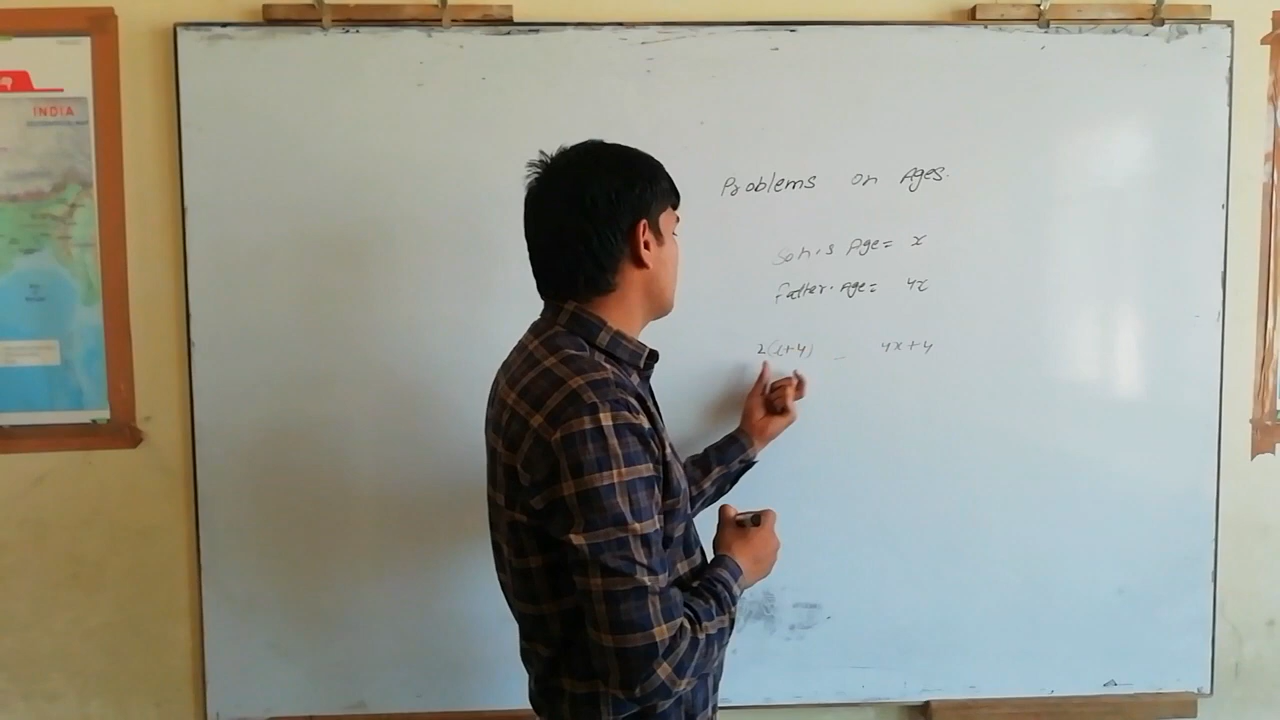 INDIA
Problems on Ages.
Son's Age = x
Father. Age = 4x
2(x+4) _ 4x+4